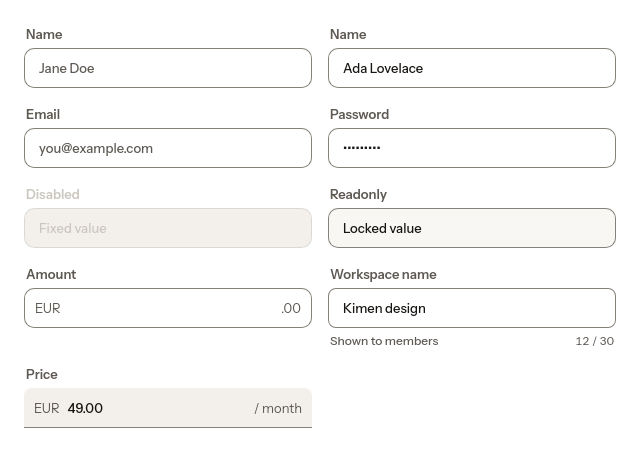 Name
Jane Doe
Name
Ada Lovelace
Email
you@example.com
Password
•••••••••
Disabled
Fixed value
Readonly
Locked value
Amount
EUR .00
Workspace name
Kimen design
Shown to members 12 / 30
Price
EUR 49.00 / month